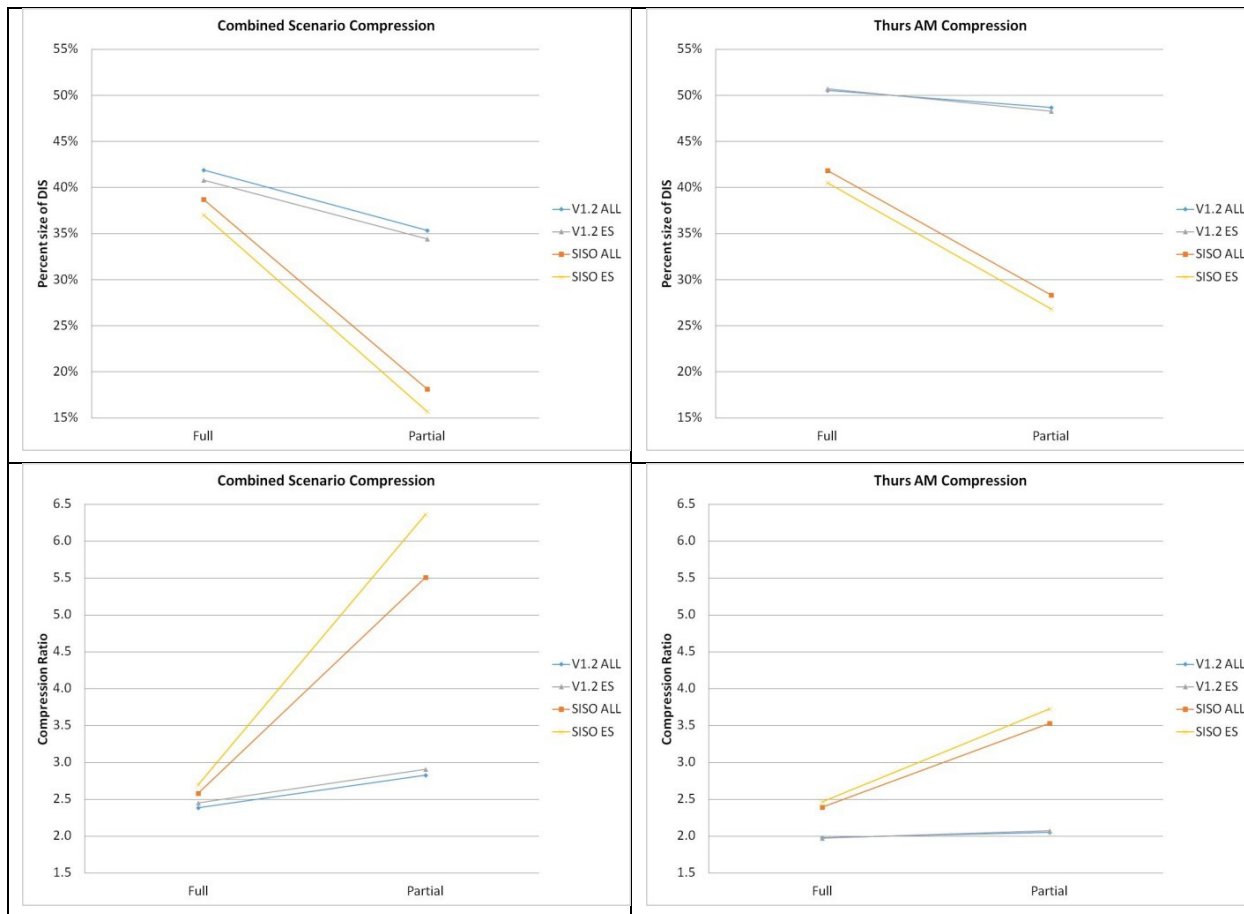 Combined Scenario Compression
55%
50%
45%
40%
35%
30%
25%
20%
15%
Percent size of DIS
Full
Partial
V1.2 ALL
V1.2 ES
SISO ALL
SISO ES
Thurs AM Compression
55%
50%
45%
40%
35%
30%
25%
20%
15%
Percent size of DIS
Full
Partial
V1.2 ALL
V1.2 ES
SISO ALL
SISO ES
Combined Scenario Compression
6.5
6.0
5.5
5.0
4.5
4.0
3.5
3.0
2.5
2.0
1.5
Compression Ratio
Full
Partial
V1.2 ALL
V1.2 ES
SISO ALL
SISO ES
Thurs AM Compression
6.5
6.0
5.5
5.0
4.5
4.0
3.5
3.0
2.5
2.0
1.5
Compression Ratio
Full
Partial
V1.2 ALL
V1.2 ES
SISO ALL
SISO ES